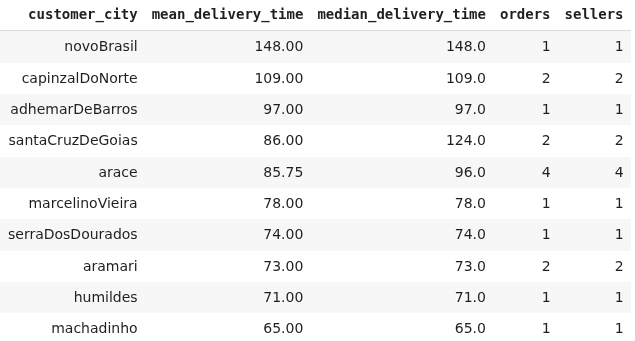 customer_city mean_delivery_time median_delivery_time orders sellers
novoBrasil 148.00 148.0 1 1
capinzalDoNorte 109.00 109.0 2 2
adhemarDeBarros 97.00 97.0 1 1
santaCruzDeGoias 86.00 124.0 2 2
arace 85.75 96.0 4 4
marcelinoVieira 78.00 78.0 1 1
serraDosDourados 74.00 74.0 1 1
aramari 73.00 73.0 2 2
humildes 71.00 71.0 1 1
machadinho 65.00 65.0 1 1